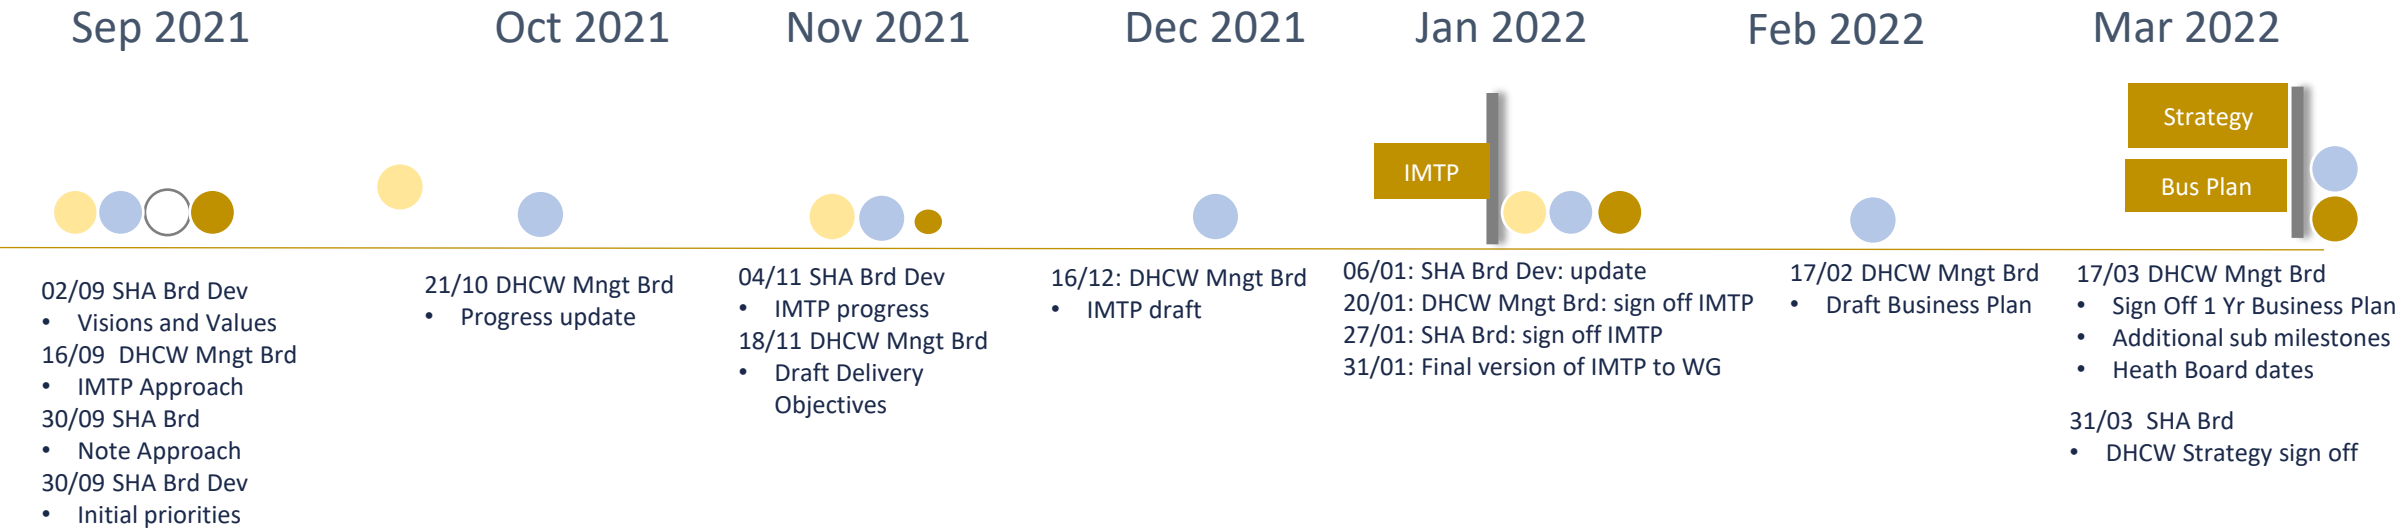 Sep 2021
Oct 2021
Nov 2021
Dec 2021
Jan 2022
Feb 2022
Mar 2022
IMTP
Strategy
Bus Plan
02/09 SHA Brd Dev
• Visions and Values
16/09 DHCW Mngt Brd
• IMTP Approach
30/09 SHA Brd
• Note Approach
30/09 SHA Brd Dev
• Initial priorities
21/10 DHCW Mngt Brd
• Progress update
04/11 SHA Brd Dev
• IMTP progress
18/11 DHCW Mngt Brd
• Draft Delivery
Objectives
16/12: DHCW Mngt Brd
• IMTP draft
06/01: SHA Brd Dev: update
20/01: DHCW Mngt Brd: sign off IMTP
27/01: SHA Brd: sign off IMTP
31/01: Final version of IMTP to WG
17/02 DHCW Mngt Brd
• Draft Business Plan
17/03 DHCW Mngt Brd
• Sign Off 1 Yr Business Plan
• Additional sub milestones
• Heath Board dates
31/03 SHA Brd
• DHCW Strategy sign off